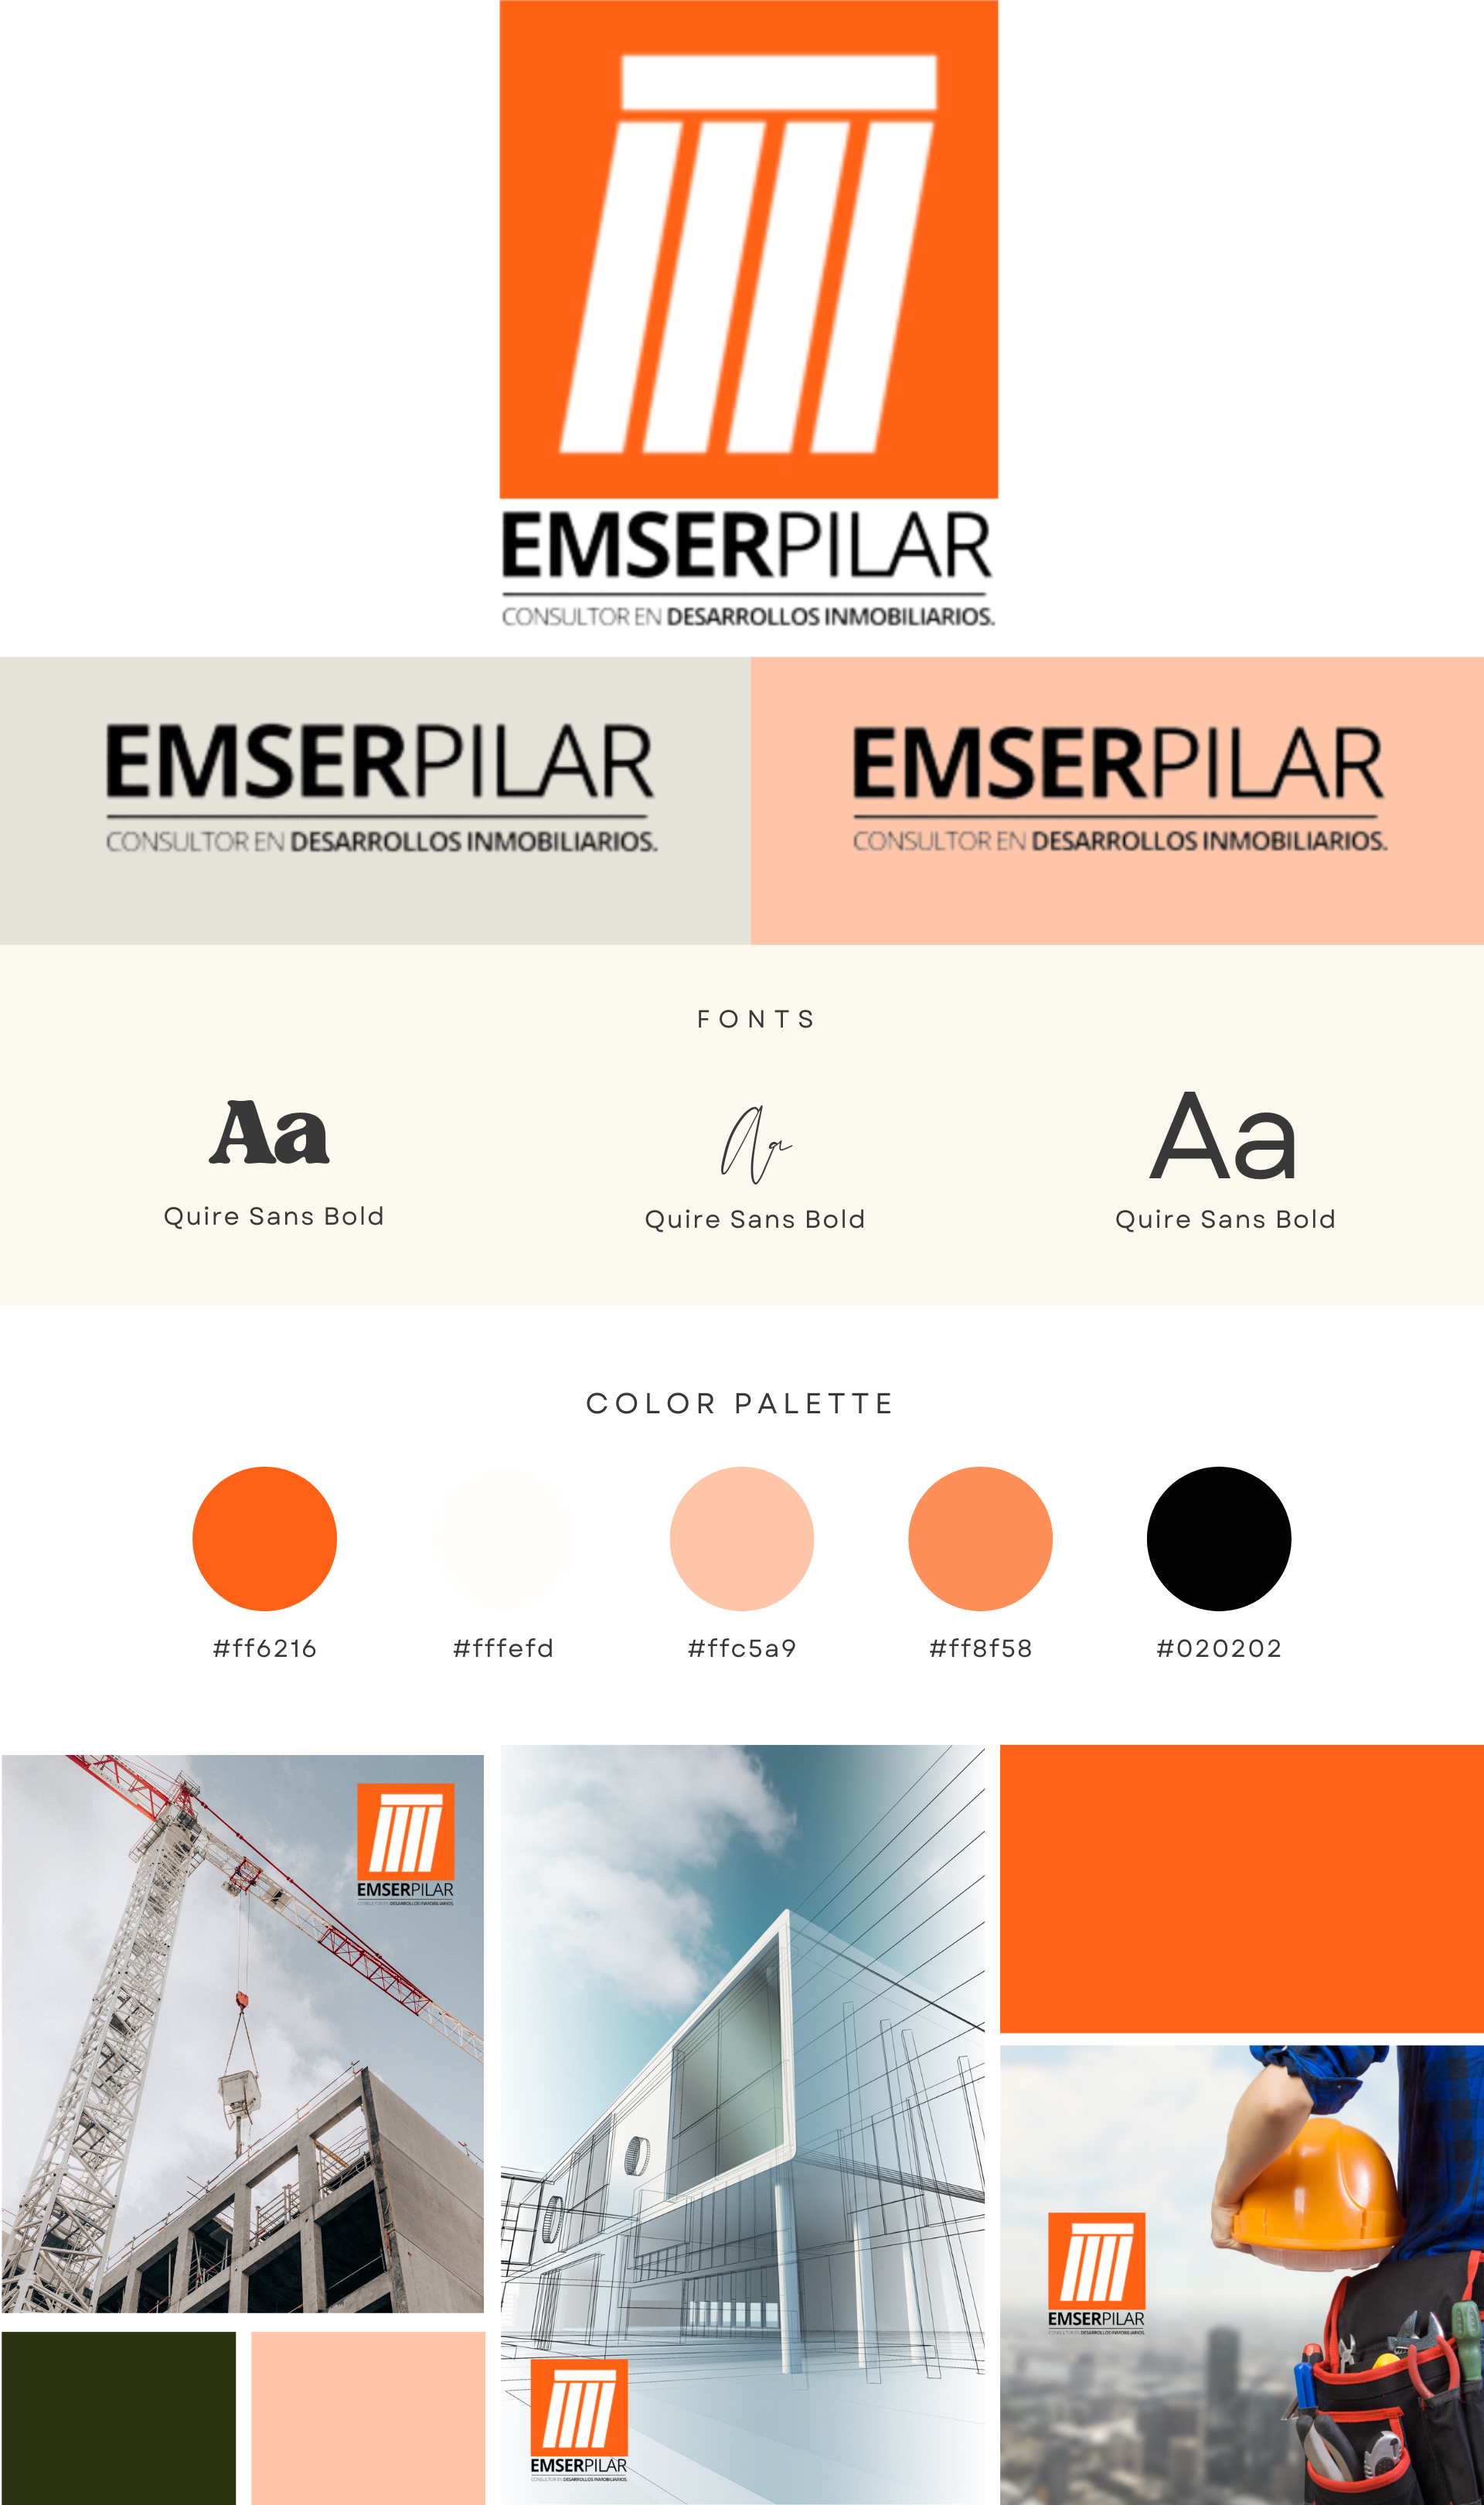 EMSERPILAR
CONSULTOR EN DESARROLLOS INMOBILIARIOS.
EMSERPILAR
CONSULTOR EN DESARROLLOS INMOBILIARIOS.
EMSERPILAR
CONSULTOR EN DESARROLLOS INMOBILIARIOS.
FONTS
Aa
Aa
Aa
Quire Sans Bold
Quire Sans Bold
Quire Sans Bold
COLOR PALETTE
#ff6216
#fffefd
#ffc5a9
#ff8f58
#020202
EMSERPILAR
CONSULTOR EN DESARROLLOS INMOBILIARIOS.
EMSERPILAR
CONSULTOR EN DESARROLLOS INMOBILIARIOS.
EMSERPILAR
CONSULTOR EN DESARROLLOS INMOBILIARIOS.